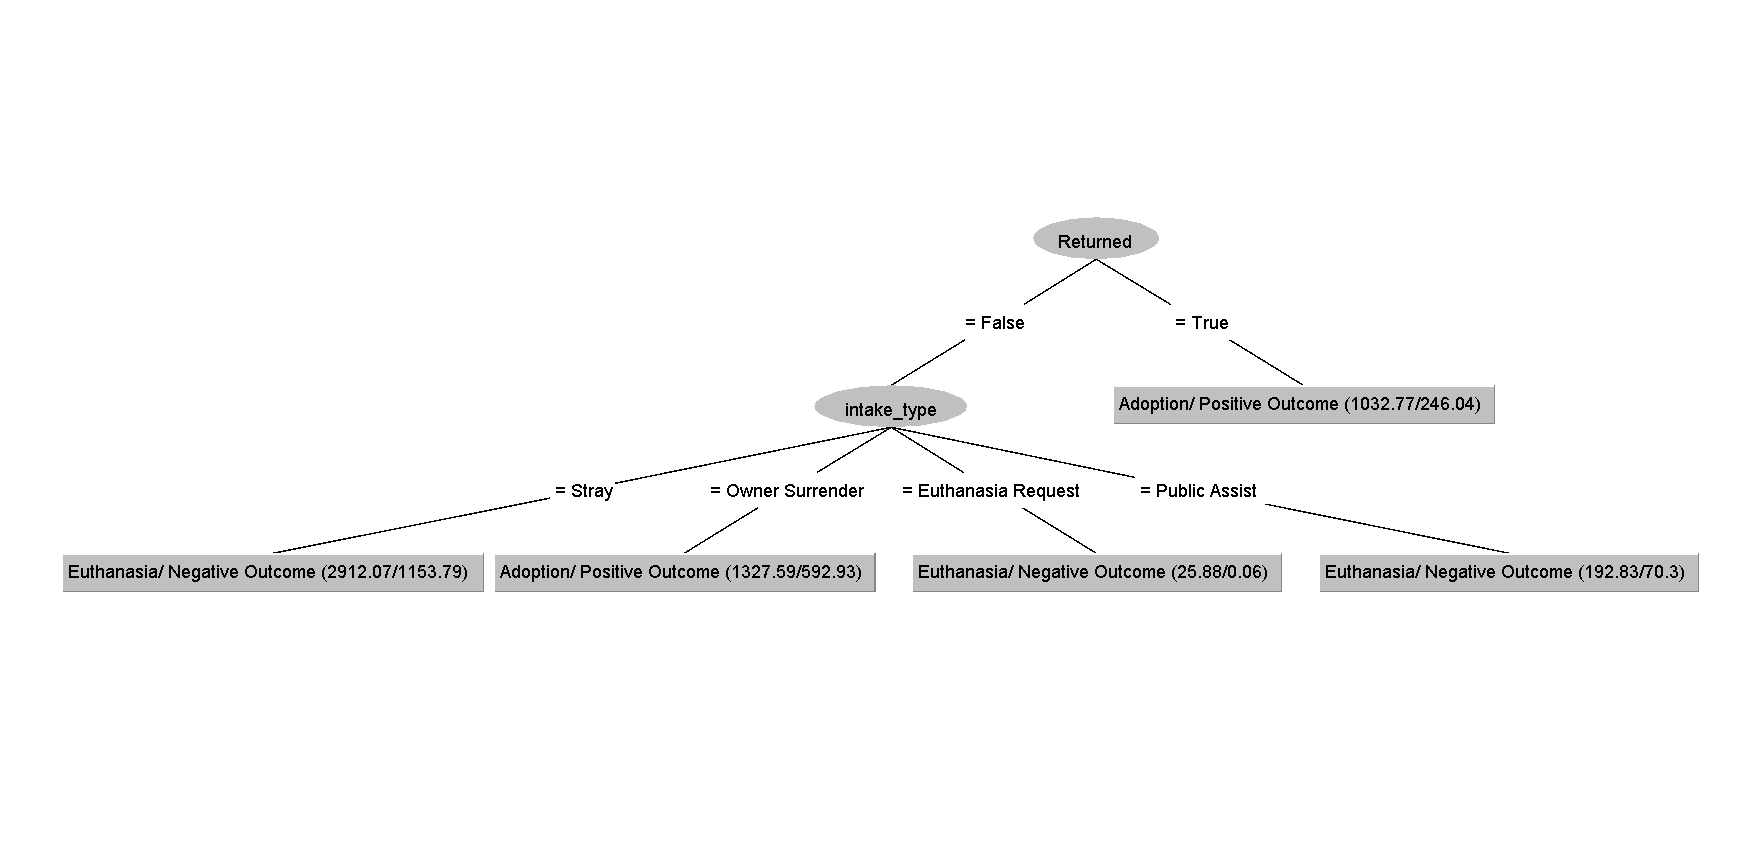 Returned
= False
= True
intake_type
Adoption/ Positive Outcome (1032.77/246.04)
= Stray
= Owner Surrender
= Euthanasia Request
= Public Assist
Euthanasia/ Negative Outcome (2912.07/1153.79)
Adoption/ Positive Outcome (1327.59/592.93)
Euthanasia/ Negative Outcome (25.88/0.06)
Euthanasia/ Negative Outcome (192.83/70.3)